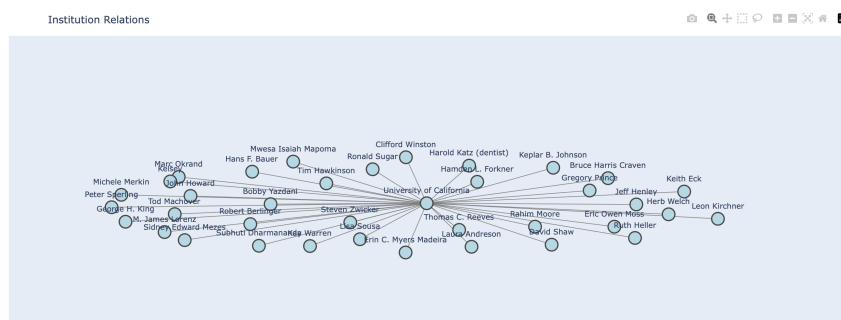 Institution Relations
Clifford Winston
Mwesa Isaiah Mapoma
Harold Katz (dentist)
Ronald Sugar
Hans F. Bauer
Keplar B. Johnson
Marc Okrand
Kelsey
Bruce Harris Craven
Tim Hawkinson
Hamden L. Forkner
Gregory Ponce
Keith Eck
Michele Merkin
John Howard
Bobby Yazdani
University of California
Jeff Henley
Peter Sperling
Tod Machover
Herb Welch
Leon Kirchner
George H. King
Robert Berlinger
Steven Zwicker
Rahim Moore
Eric Owen Moss
M. James Lorenz
Thomas C. Reeves
Sidney Edward Mezes
Lisa Sousa
Ruth Heller
Subhuti Dharmananda
Warren
Erin C. Myers Madeira
Laura Andreson
David Shaw